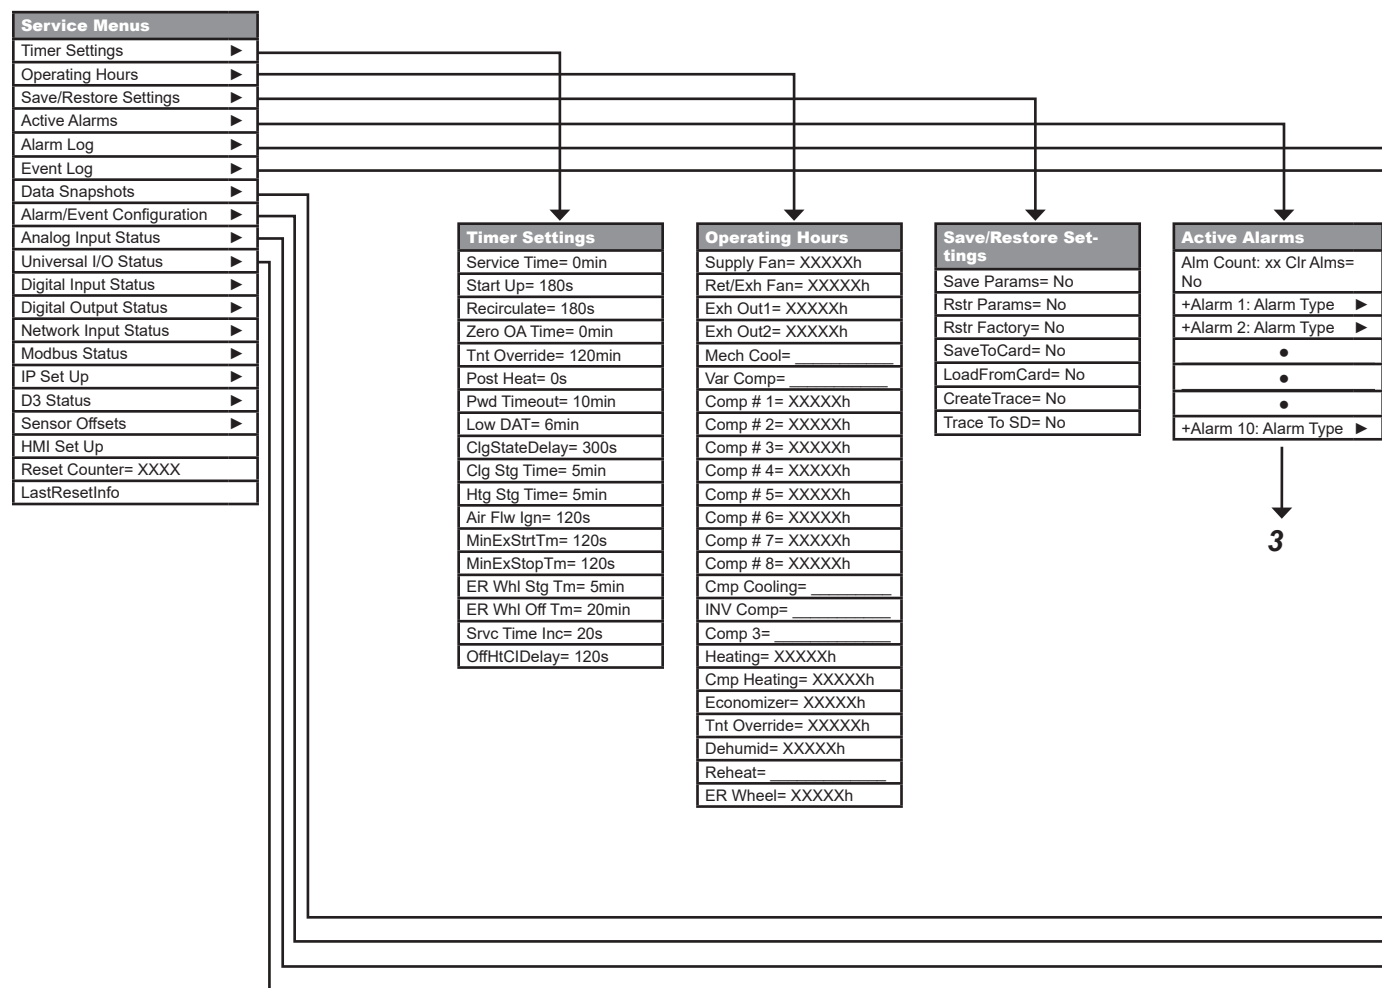 Service Menus
Timer Settings ►
Operating Hours ►
Save/Restore Settings ►
Active Alarms ►
Alarm Log ►
Event Log ►
Data Snapshots ►
Alarm/Event Configuration ►
Analog Input Status ►
Universal I/O Status ►
Digital Input Status ►
Digital Output Status ►
Network Input Status ►
Modbus Status ►
IP Set Up ►
D3 Status ►
Sensor Offsets ►
HMI Set Up
Reset Counter= XXXX
LastResetInfo
Timer Settings
Service Time= 0min
Start Up= 180s
Recirculate= 180s
Zero OA Time= 0min
Tnt Override= 120min
Post Heat= 0s
Pwd Timeout= 10min
Low DAT= 6min
ClgStateDelay= 300s
Clg Stg Time= 5min
Htg Stg Time= 5min
Air Flw Ign= 120s
MinExStrtTm= 120s
MinExStopTm= 120s
ER Whl Stg Tm= 5min
ER Whl Off Tm= 20min
Srvc Time Inc= 20s
OffHtClDelay= 120s
Operating Hours
Supply Fan= XXXXXh
Ret/Exh Fan= XXXXXh
Exh Out1= XXXXXh
Exh Out2= XXXXXh
Mech Cool= ____________
Var Comp= ____________
Comp # 1= XXXXXh
Comp # 2= XXXXXh
Comp # 3= XXXXXh
Comp # 4= XXXXXh
Comp # 5= XXXXXh
Comp # 6= XXXXXh
Comp # 7= XXXXXh
Comp # 8= XXXXXh
Cmp Cooling= __________
INV Comp= ____________
Comp 3= ______________
Heating= XXXXXh
Cmp Heating= XXXXXh
Economizer= XXXXXh
Tnt Override= XXXXXh
Dehumid= XXXXXh
Reheat= ______________
ER Wheel= XXXXXh
Save/Restore Set-
tings
Save Params= No
Rstr Params= No
Rstr Factory= No
SaveToCard= No
LoadFromCard= No
CreateTrace= No
Trace To SD= No
Active Alarms
Alm Count: xx Clr Alms=
No
+Alarm 1: Alarm Type ►
+Alarm 2: Alarm Type ►
●
●
●
+Alarm 10: Alarm Type ►
3